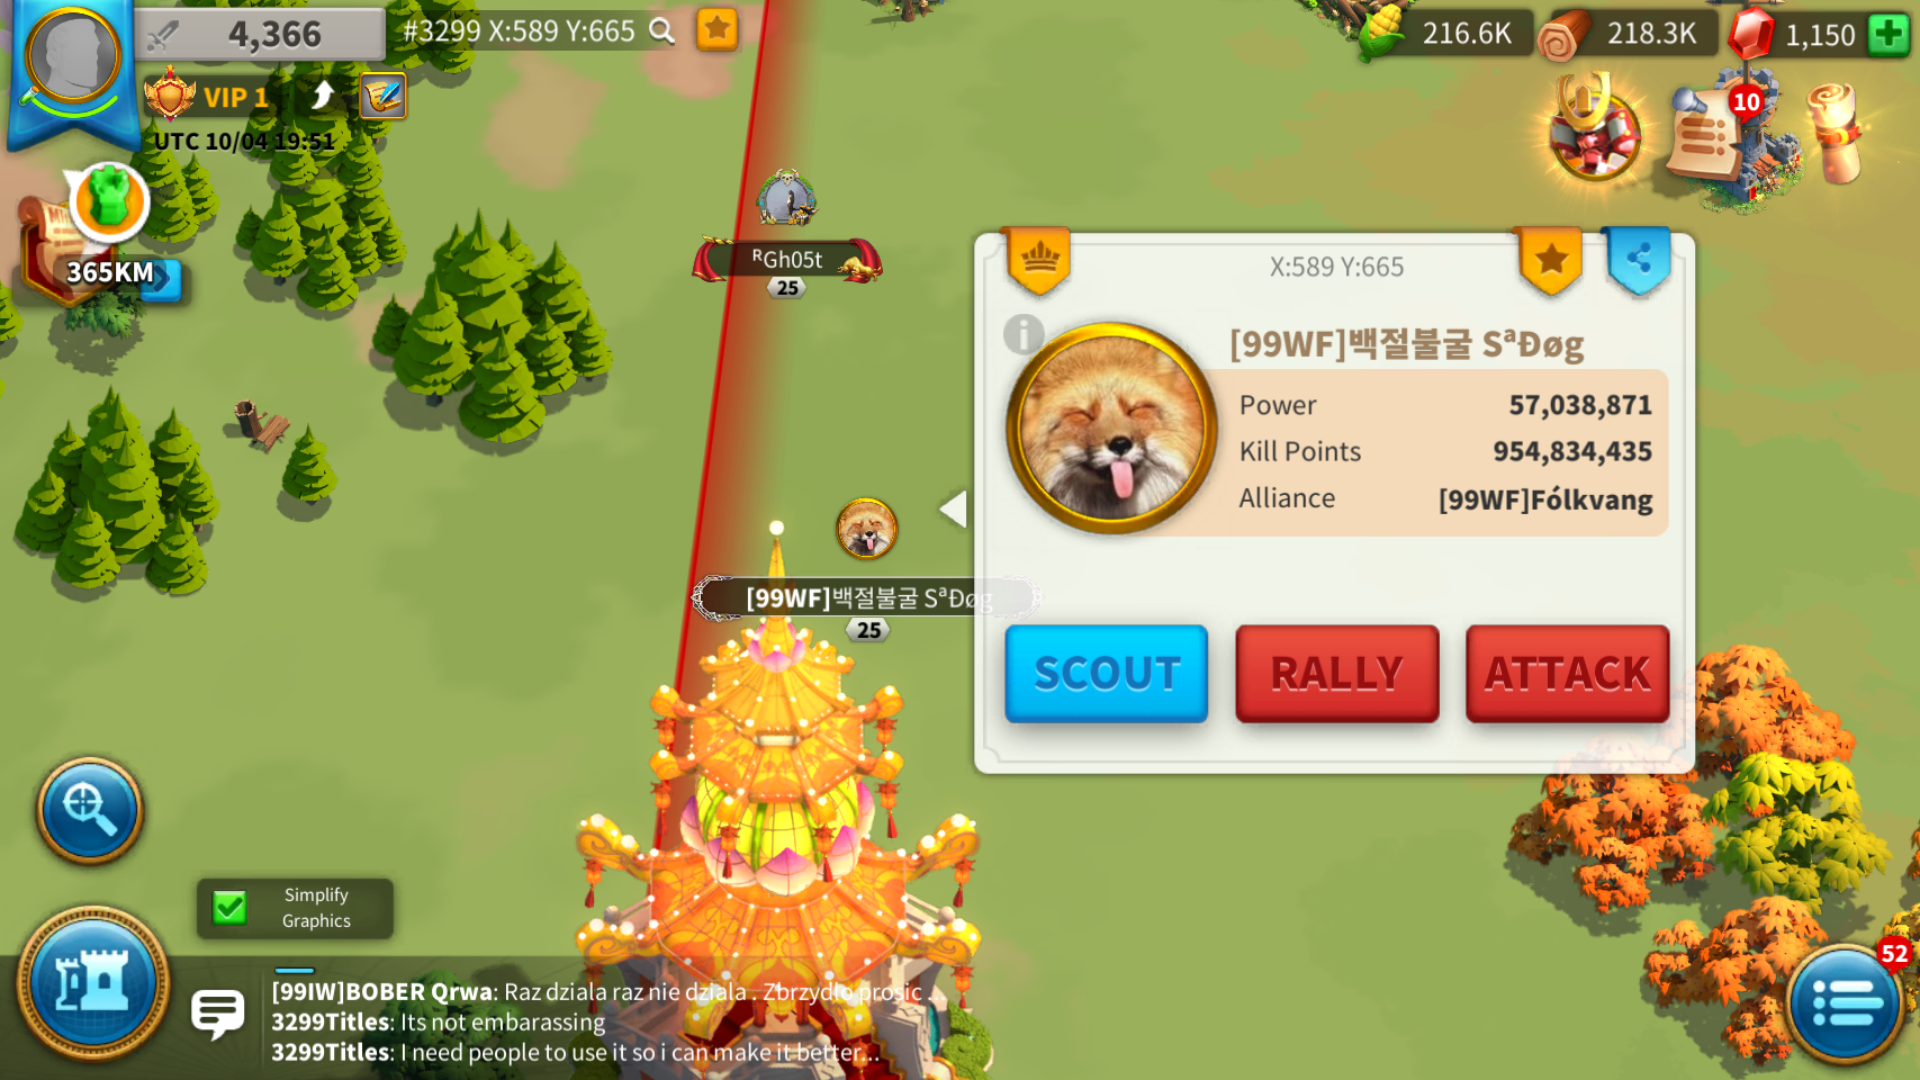 4,366
#3299 X:589 Y:665
216.6K
218.3K
1,150
VIP 1
UTC 10/04 19:51
10
365KM
ᴿGh05t
25
X:589 Y:665
[99WF]백절불굴 SªÐøg
Power 57,038,871
Kill Points 954,834,435
Alliance [99WF]Fólkvang
[99WF]백절불굴 SªÐøg
25
SCOUT
RALLY
ATTACK
Simplify
Graphics
52
[99IW]BOBER Qrwa: Raz dziala raz nie dziala . Zbrzydlo prosic ...
3299Titles: Its not embarassing
3299Titles: I need people to use it so i can make it better...